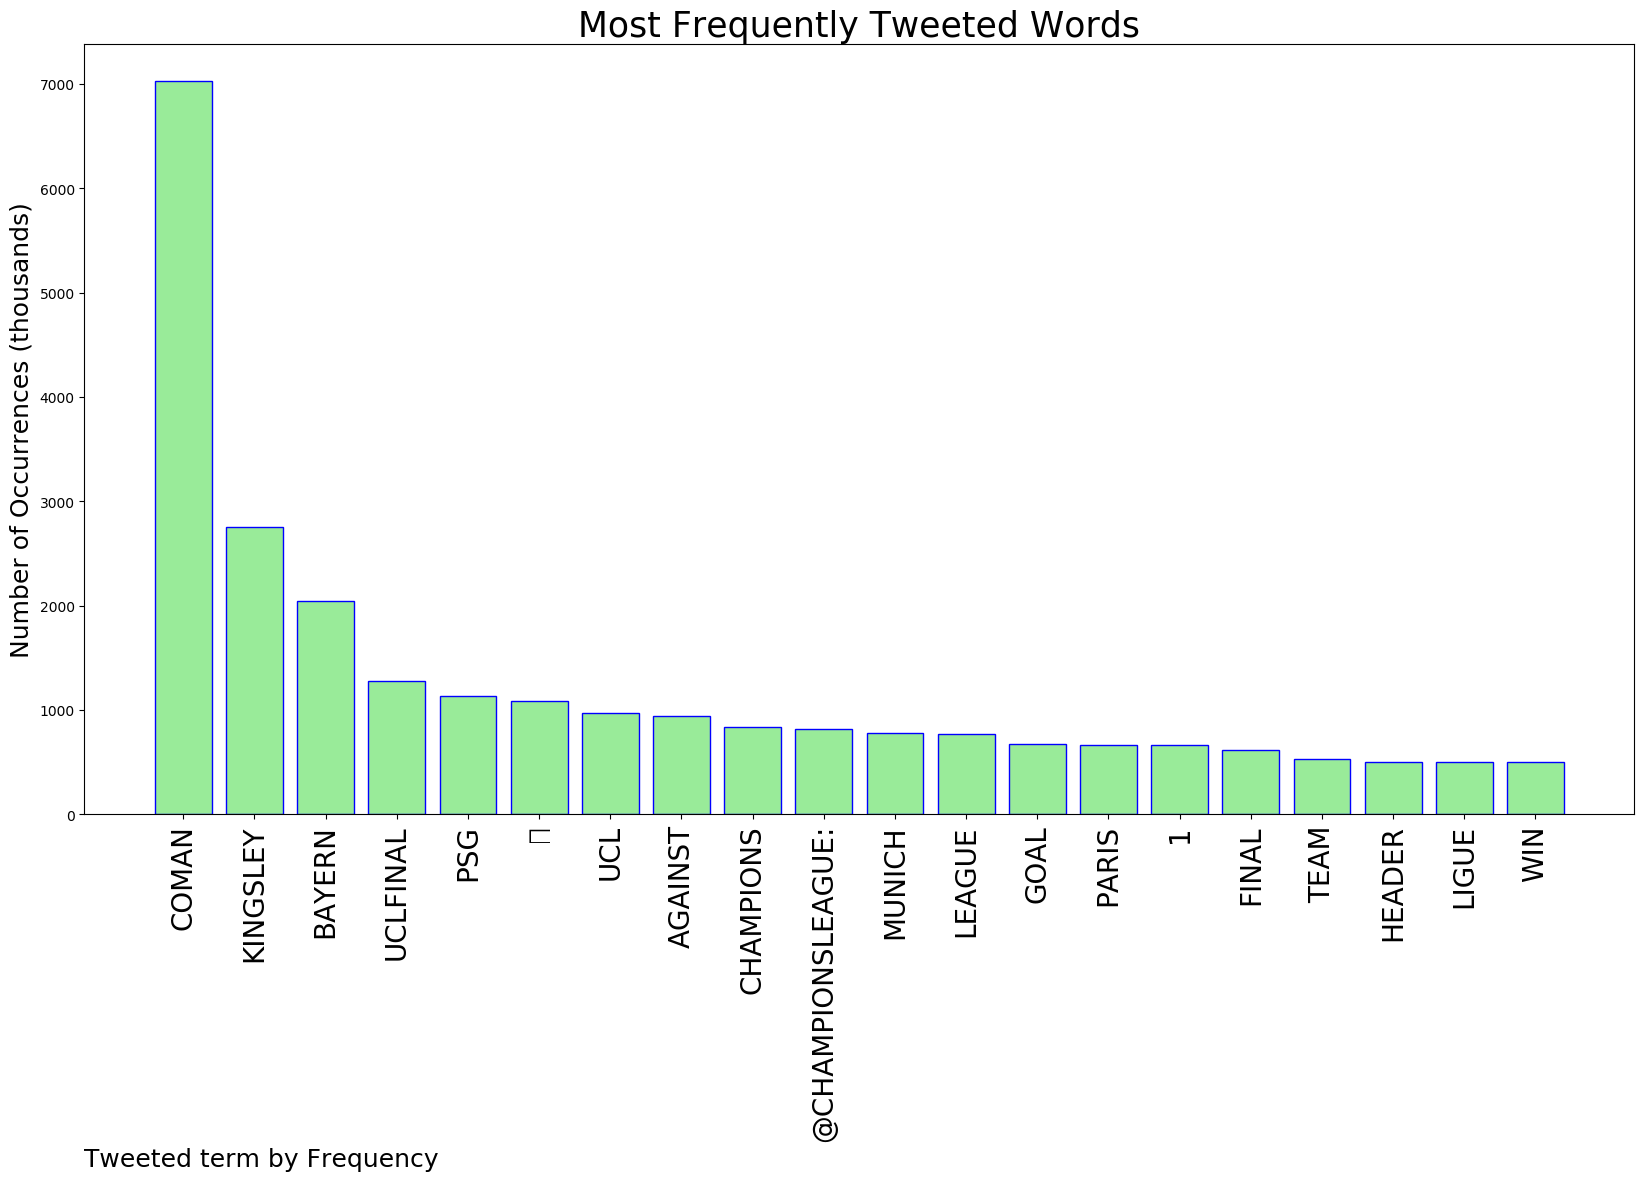 Most Frequently Tweeted Words
Number of Occurrences (thousands)
7000
6000
5000
4000
3000
2000
1000
0
COMAN
KINGSLEY
BAYERN
UCLFINAL
PSG
UCL
AGAINST
CHAMPIONS
@CHAMPIONSLEAGUE:
MUNICH
LEAGUE
GOAL
PARIS
1
FINAL
TEAM
HEADER
LIGUE
WIN
Tweeted term by Frequency